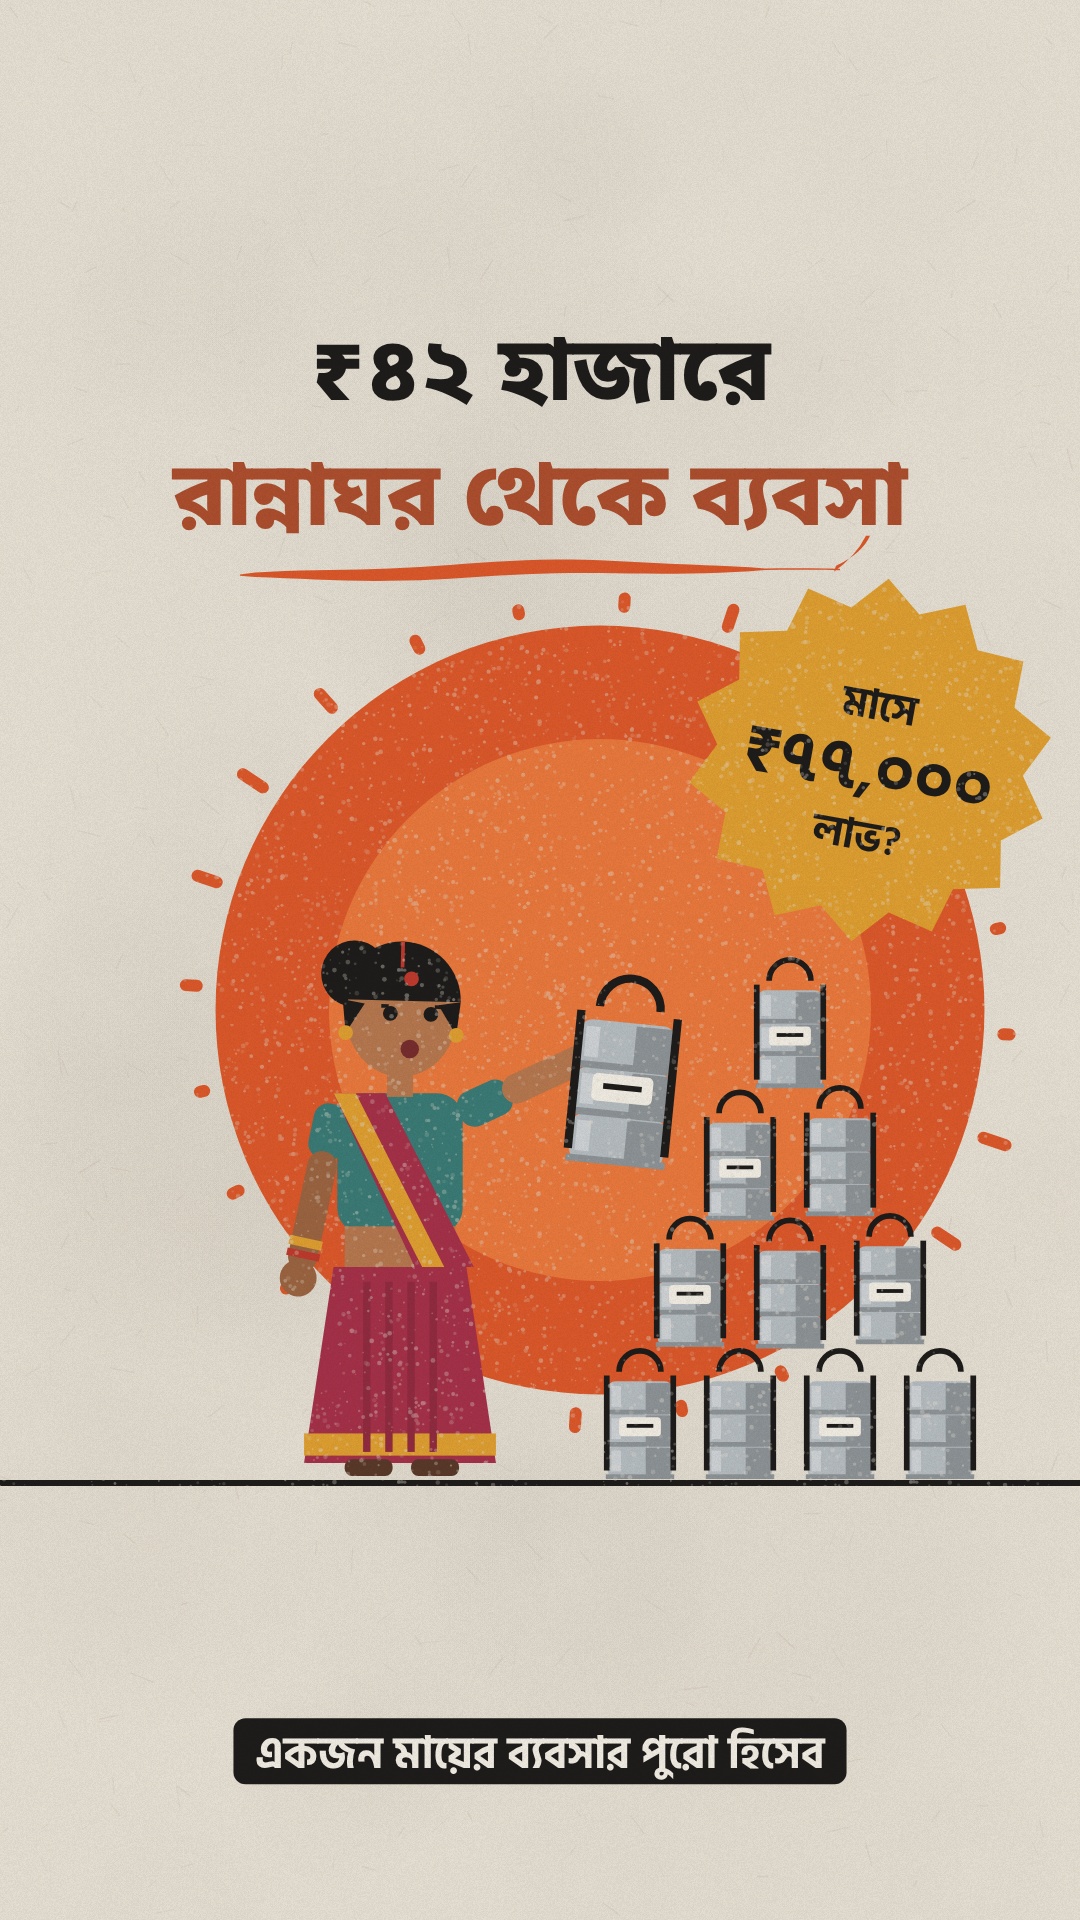 ₹৪২ হাজারে
রান্নাঘর থেকে ব্যবসা
মাসে
₹৭৭,০০০
লাভ?
একজন মায়ের ব্যবসার পুরো হিসেব